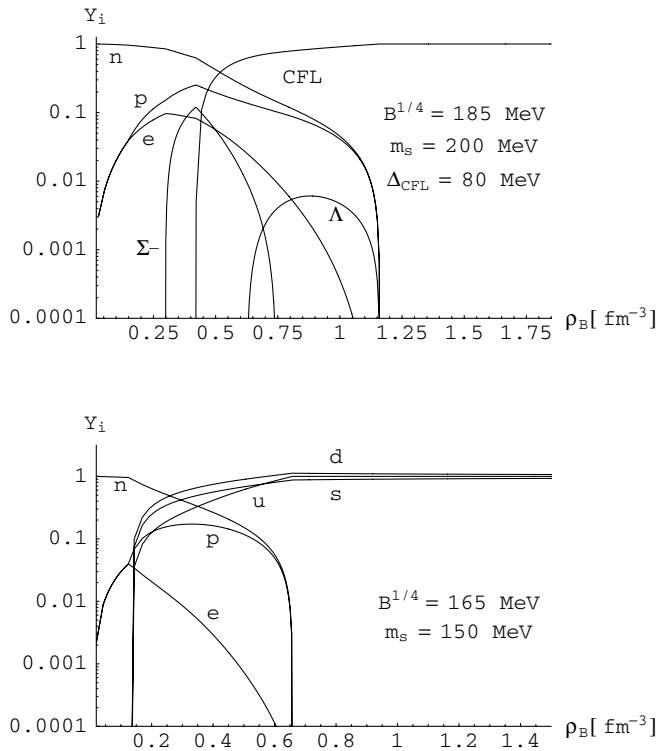 Y_i
1
n
CFL
p
0.1
B^{1/4} = 185 MeV
e
m_s = 200 MeV
0.01
Δ_CFL = 80 MeV
Λ
0.001
Σ−
0.0001
0.25 0.5 0.75 1 1.25 1.5 1.75 ρ_B[ fm^{−3}]
Y_i
d
1
n
u s
0.1
p
B^{1/4} = 165 MeV
0.01
e
m_s = 150 MeV
0.001
0.0001
0.2 0.4 0.6 0.8 1 1.2 1.4 ρ_B[ fm^{−3}]